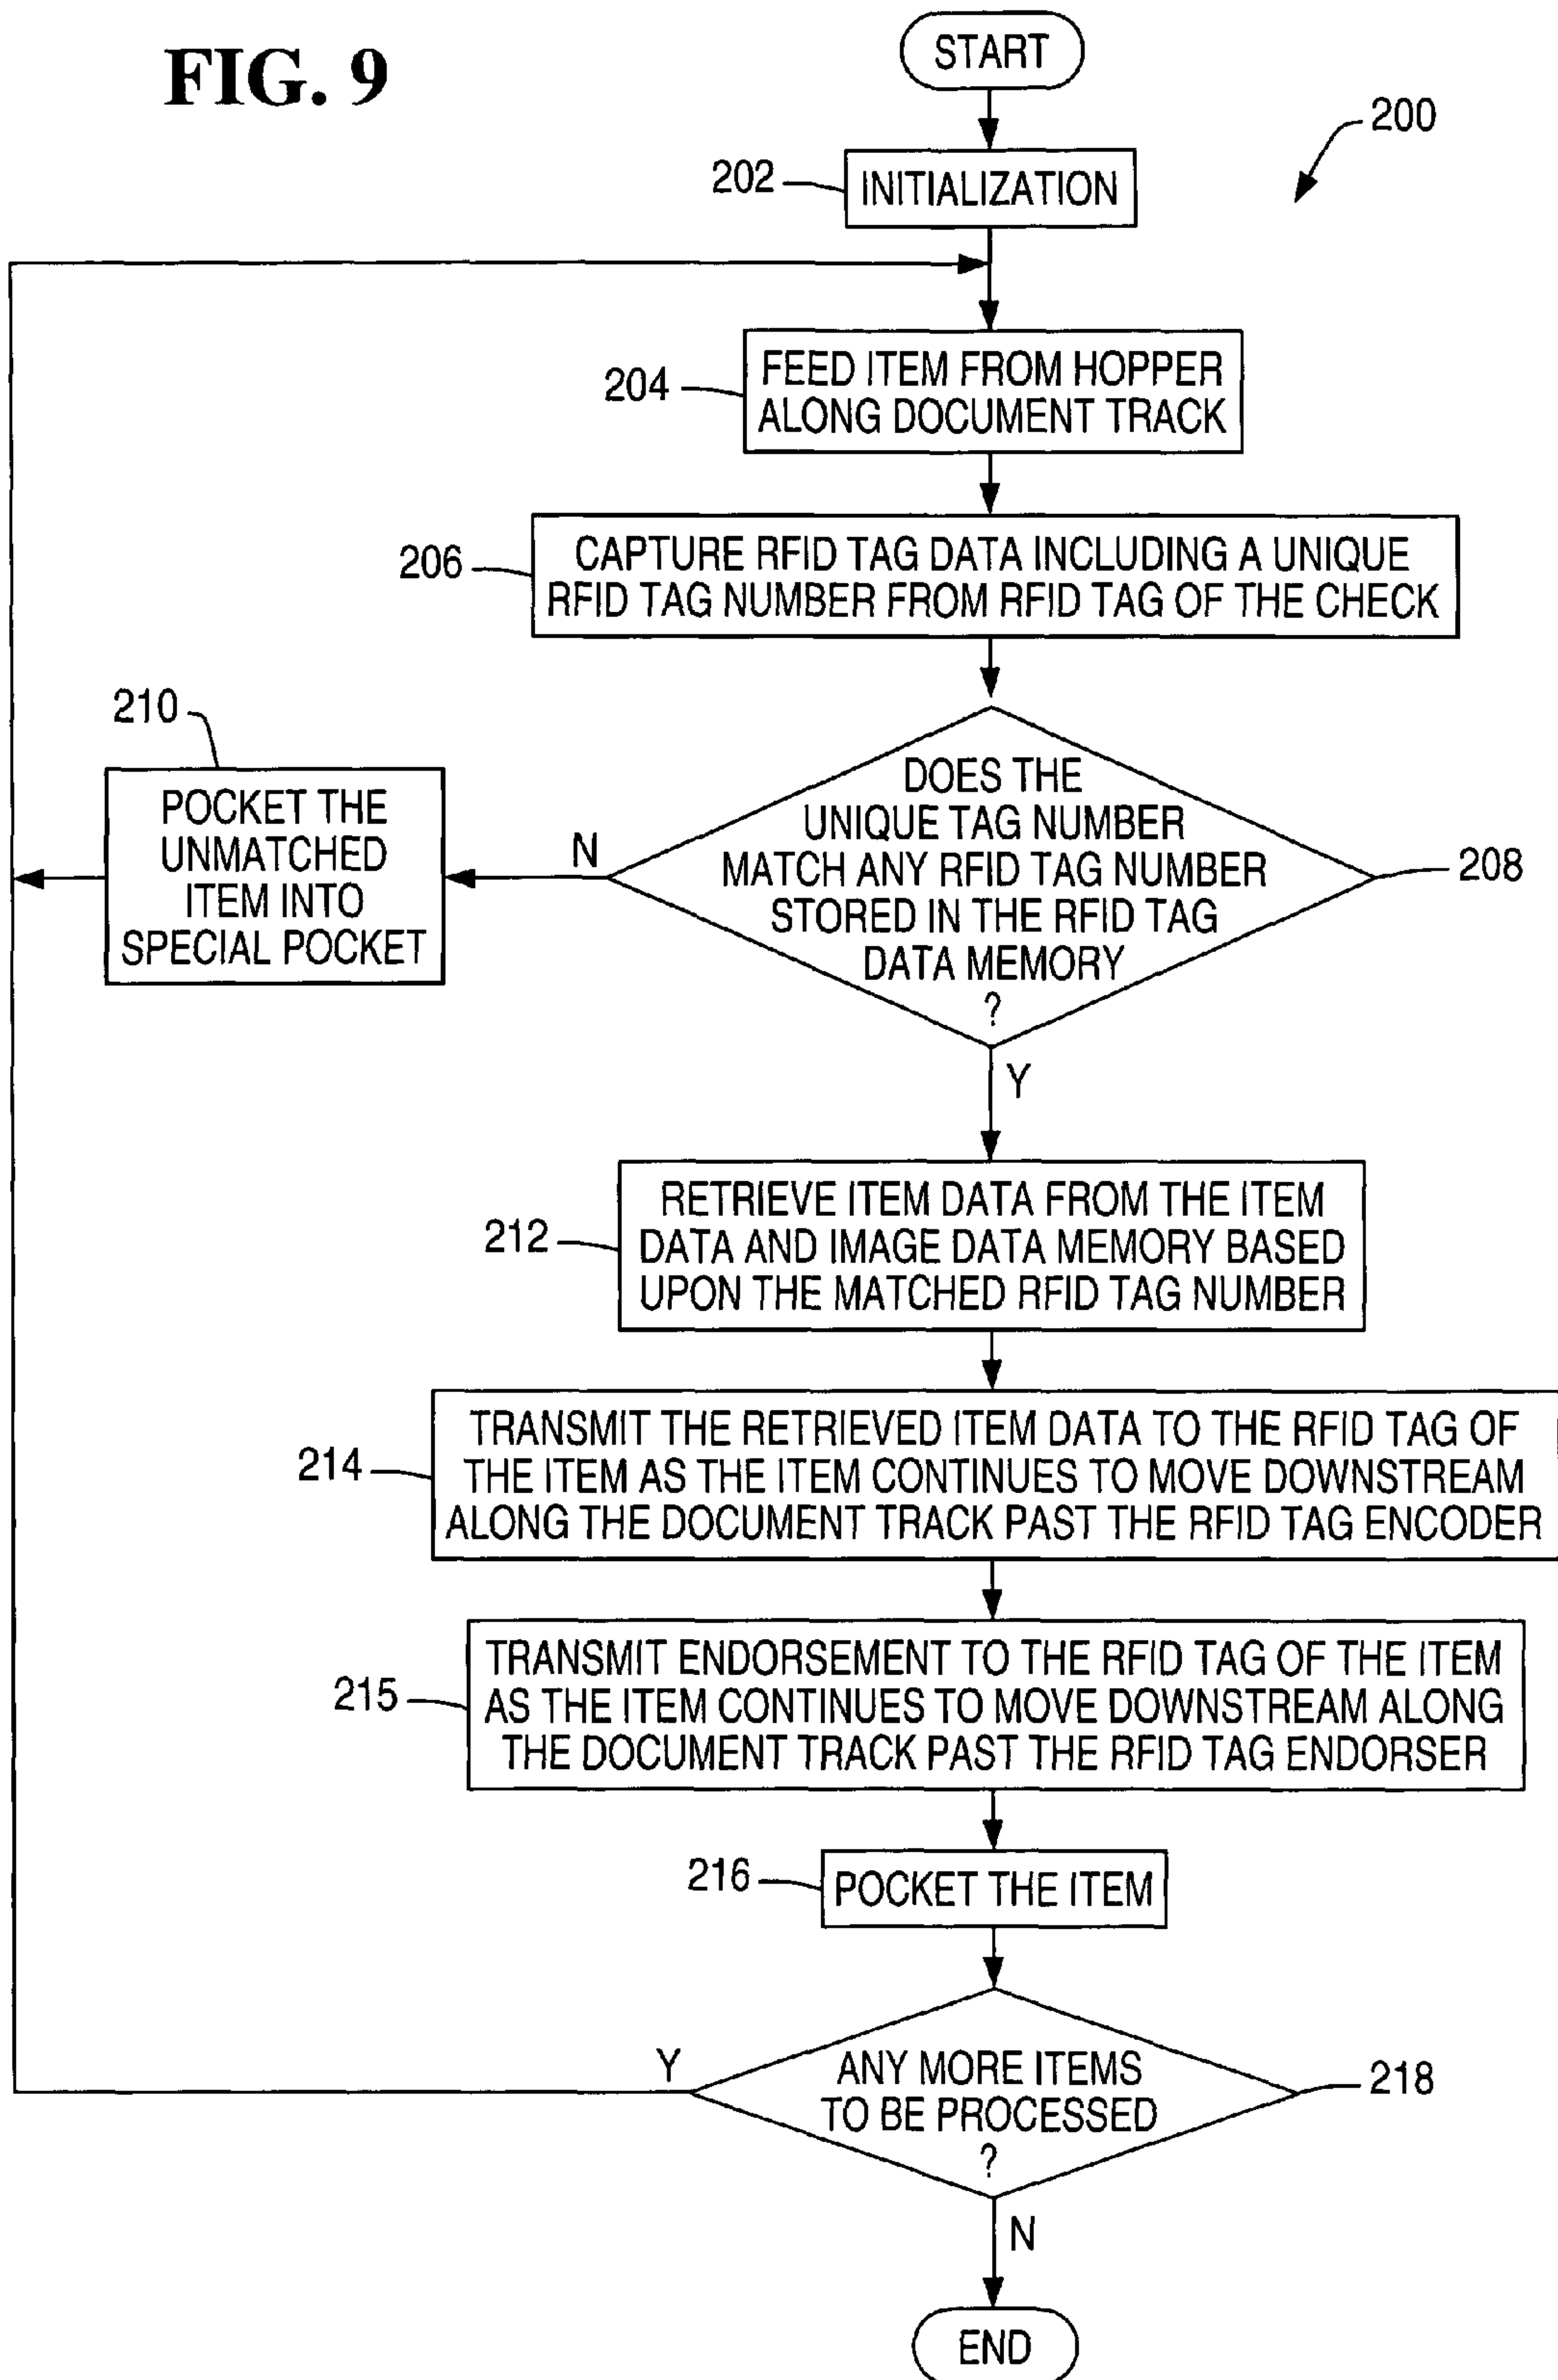 FIG. 9
START
200
202
INITIALIZATION
204
FEED ITEM FROM HOPPER
ALONG DOCUMENT TRACK
206
CAPTURE RFID TAG DATA INCLUDING A UNIQUE
RFID TAG NUMBER FROM RFID TAG OF THE CHECK
210
POCKET THE
UNMATCHED
ITEM INTO
SPECIAL POCKET
N
DOES THE
UNIQUE TAG NUMBER
MATCH ANY RFID TAG NUMBER
STORED IN THE RFID TAG
DATA MEMORY
?
208
Y
212
RETRIEVE ITEM DATA FROM THE ITEM
DATA AND IMAGE DATA MEMORY BASED
UPON THE MATCHED RFID TAG NUMBER
214
TRANSMIT THE RETRIEVED ITEM DATA TO THE RFID TAG OF
THE ITEM AS THE ITEM CONTINUES TO MOVE DOWNSTREAM
ALONG THE DOCUMENT TRACK PAST THE RFID TAG ENCODER
215
TRANSMIT ENDORSEMENT TO THE RFID TAG OF THE ITEM
AS THE ITEM CONTINUES TO MOVE DOWNSTREAM ALONG
THE DOCUMENT TRACK PAST THE RFID TAG ENDORSER
216
POCKET THE ITEM
Y
ANY MORE ITEMS
TO BE PROCESSED
?
218
N
END